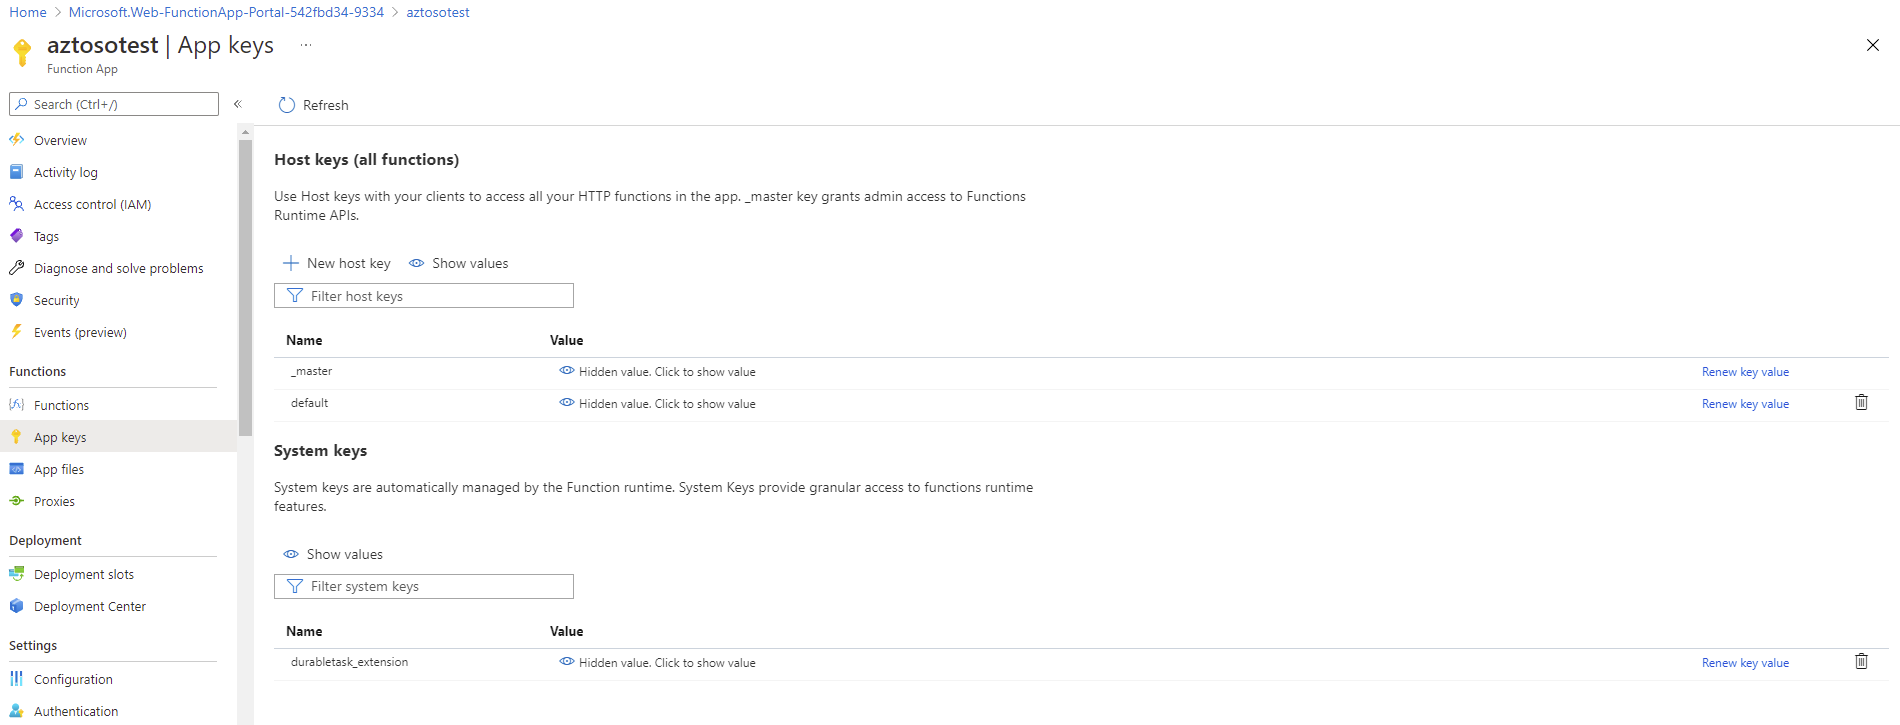 Home > Microsoft.Web-FunctionApp-Portal-542fbd34-9334 > aztosotest
aztosotest | App keys ...
Function App
Search (Ctrl+/)
«
Refresh
Overview
Activity log
Access control (IAM)
Tags
Diagnose and solve problems
Security
Events (preview)
Functions
Functions
App keys
App files
Proxies
Deployment
Deployment slots
Deployment Center
Settings
Configuration
Authentication
Host keys (all functions)
Use Host keys with your clients to access all your HTTP functions in the app. _master key grants admin access to Functions
Runtime APIs.
New host key Show values
Filter host keys
Name Value
_master Hidden value. Click to show value Renew key value
default Hidden value. Click to show value Renew key value
System keys
System keys are automatically managed by the Function runtime. System Keys provide granular access to functions runtime
features.
Show values
Filter system keys
Name Value
durabletask_extension Hidden value. Click to show value Renew key value